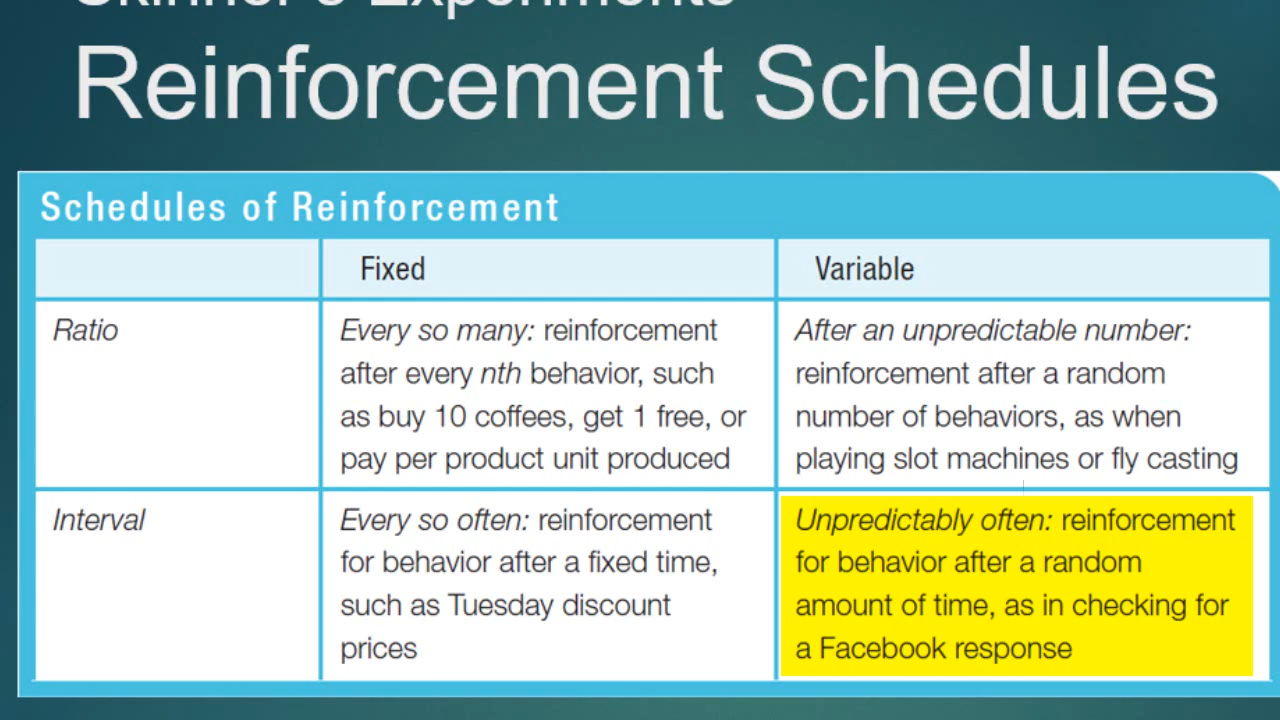 Skinner's Experiments
Reinforcement Schedules
Schedules of Reinforcement
Fixed
Variable
Ratio
Every so many: reinforcement
after every nth behavior, such
as buy 10 coffees, get 1 free, or
pay per product unit produced
After an unpredictable number:
reinforcement after a random
number of behaviors, as when
playing slot machines or fly casting
Interval
Every so often: reinforcement
for behavior after a fixed time,
such as Tuesday discount
prices
Unpredictably often: reinforcement
for behavior after a random
amount of time, as in checking for
a Facebook response